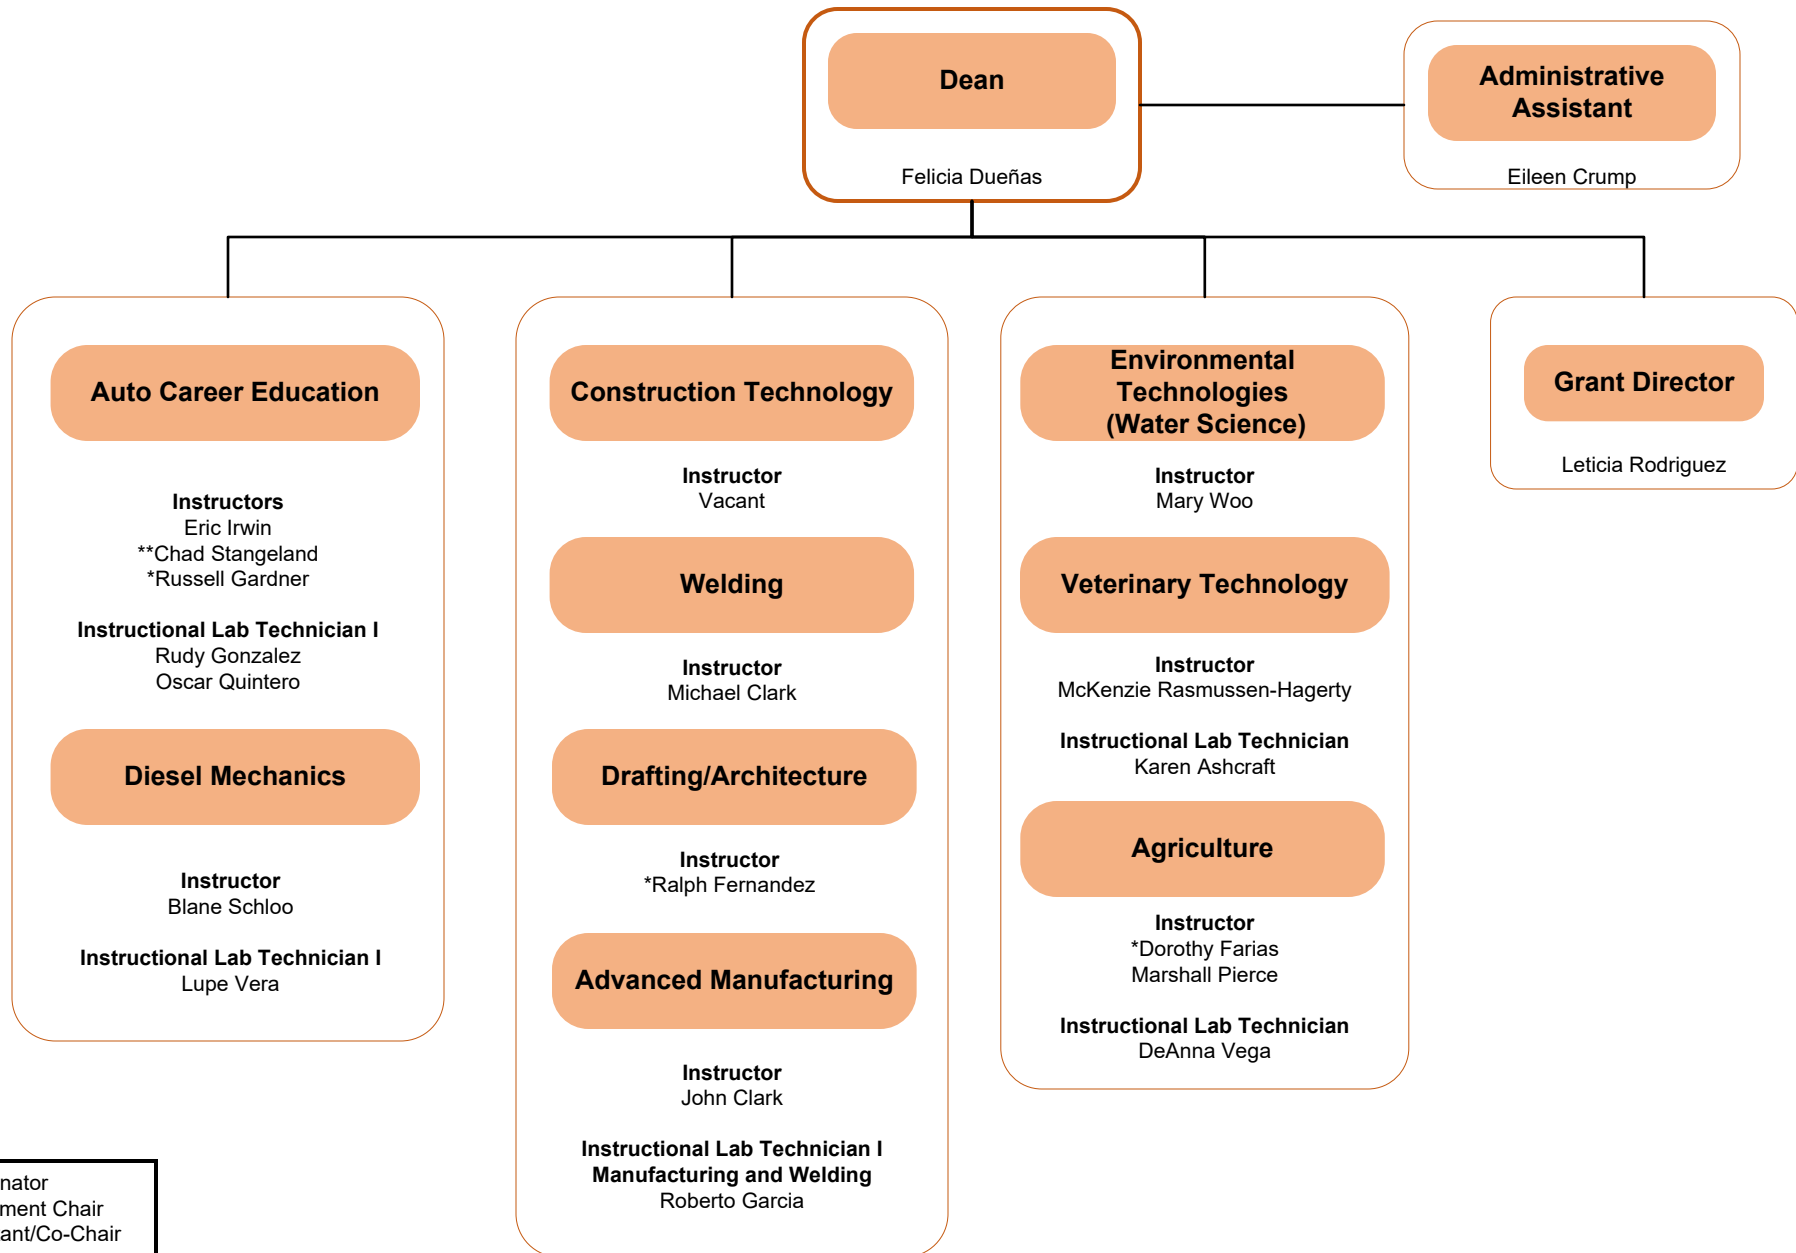 Dean
Felicia Dueñas
Administrative
Assistant
Eileen Crump
Auto Career Education
Instructors
Eric Irwin
**Chad Stangeland
*Russell Gardner
Instructional Lab Technician I
Rudy Gonzalez
Oscar Quintero
Diesel Mechanics
Instructor
Blane Schloo
Instructional Lab Technician I
Lupe Vera
Construction Technology
Instructor
Vacant
Welding
Instructor
Michael Clark
Drafting/Architecture
Instructor
*Ralph Fernandez
Advanced Manufacturing
Instructor
John Clark
Instructional Lab Technician I
Manufacturing and Welding
Roberto Garcia
Environmental
Technologies
(Water Science)
Instructor
Mary Woo
Veterinary Technology
Instructor
McKenzie Rasmussen-Hagerty
Instructional Lab Technician
Karen Ashcraft
Agriculture
Instructor
*Dorothy Farias
Marshall Pierce
Instructional Lab Technician
DeAnna Vega
Grant Director
Leticia Rodriguez
nator
ment Chair
ant/Co-Chair